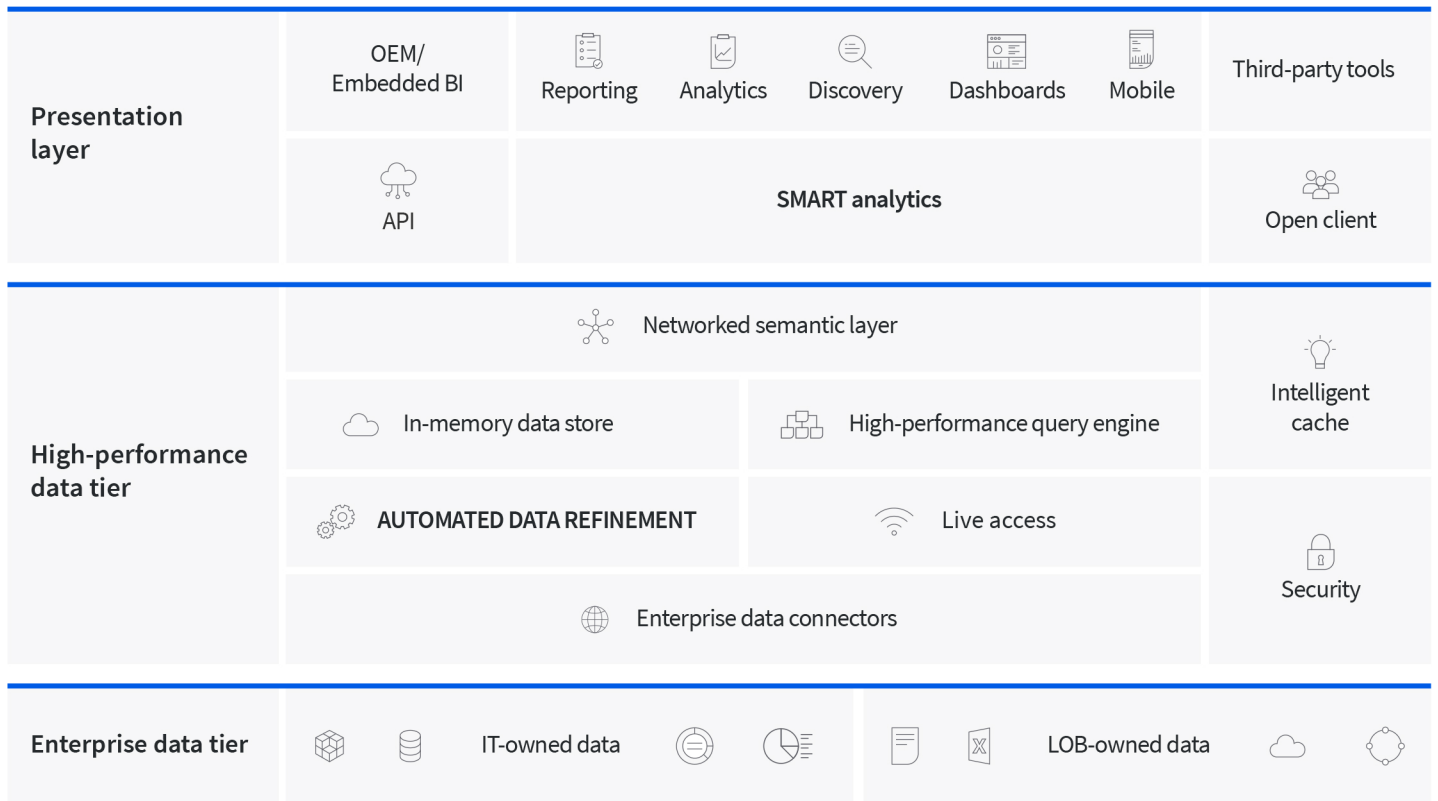 Presentation
layer
OEM/
Embedded BI
Reporting
Analytics
Discovery
Dashboards
Mobile
Third-party tools
API
SMART analytics
Open client
High-performance
data tier
Networked semantic layer
Intelligent
cache
In-memory data store
High-performance query engine
AUTOMATED DATA REFINEMENT
Live access
Security
Enterprise data connectors
Enterprise data tier
IT-owned data
X
LOB-owned data